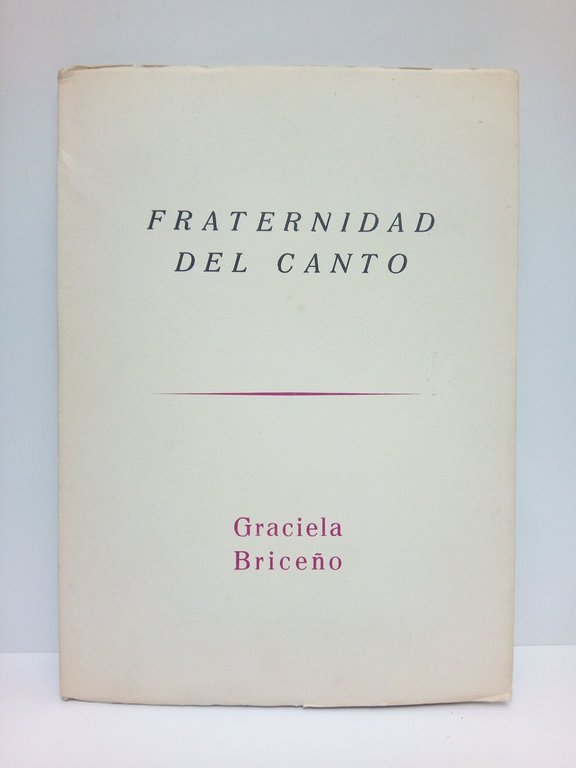 FRATERNIDAD
DEL CANTO
Graciela
Briceño